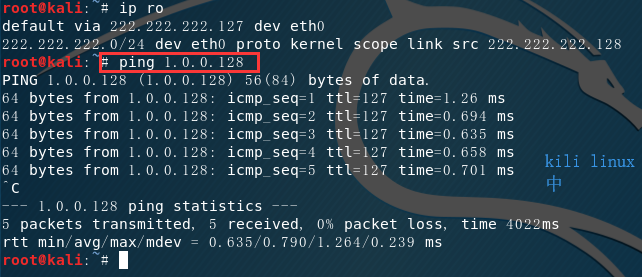 root@kali:~# ip ro
default via 222.222.222.127 dev eth0
222.222.222.0/24 dev eth0 proto kernel scope link src 222.222.222.128
root@kali:~# ping 1.0.0.128
PING 1.0.0.128 (1.0.0.128) 56(84) bytes of data.
64 bytes from 1.0.0.128: icmp_seq=1 ttl=127 time=1.26 ms
64 bytes from 1.0.0.128: icmp_seq=2 ttl=127 time=0.694 ms
64 bytes from 1.0.0.128: icmp_seq=3 ttl=127 time=0.635 ms
64 bytes from 1.0.0.128: icmp_seq=4 ttl=127 time=0.658 ms
64 bytes from 1.0.0.128: icmp_seq=5 ttl=127 time=0.701 ms
kili linux
中
^C
--- 1.0.0.128 ping statistics ---
5 packets transmitted, 5 received, 0% packet loss, time 4022ms
rtt min/avg/max/mdev = 0.635/0.790/1.264/0.239 ms
root@kali:~#